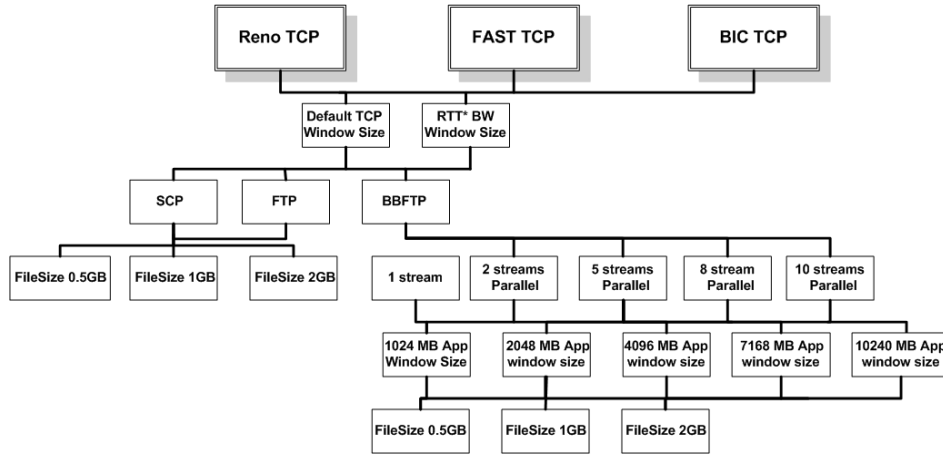 Reno TCP
FAST TCP
BIC TCP
Default TCP
Window Size
RTT* BW
Window Size
SCP
FTP
BBFTP
FileSize 0.5GB
FileSize 1GB
FileSize 2GB
1 stream
2 streams
Parallel
5 streams
Parallel
8 stream
Parallel
10 streams
Parallel
1024 MB App
Window Size
2048 MB App
window size
4096 MB App
window size
7168 MB App
window size
10240 MB App
window size
FileSize 0.5GB
FileSize 1GB
FileSize 2GB